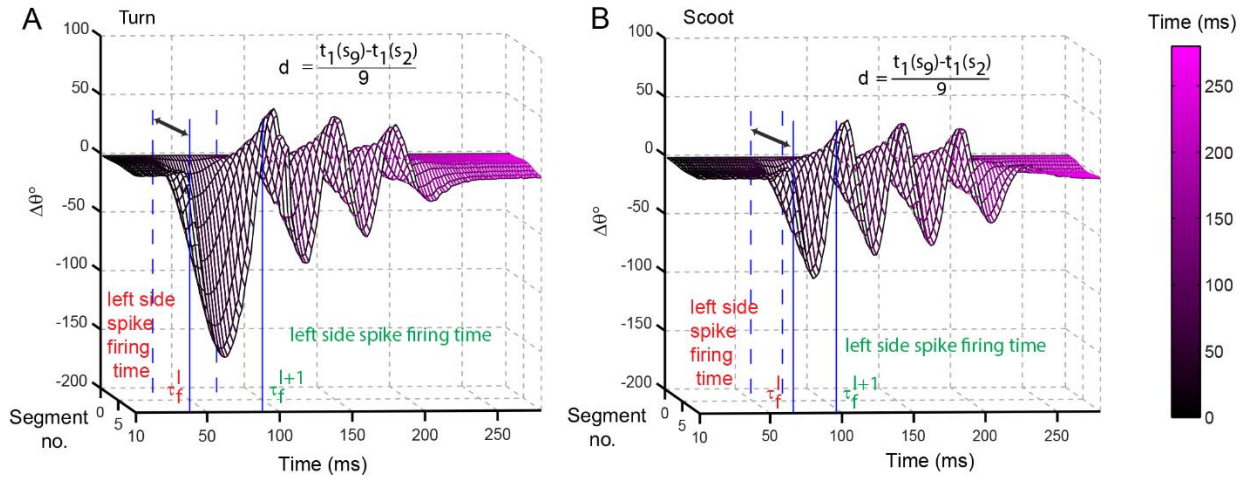 A
Turn
d = t₁(s₉)-t₁(s₂)
9
100
50
0
-50
-100
-150
-200
Δθ°
left side
spike
firing
time
τ_f^l
left side spike firing time
τ_f^l+1
Segment
no.
0
5
10
50
100
150
200
250
Time (ms)
B
Scoot
d = t₁(s₉)-t₁(s₂)
9
100
50
0
-50
-100
-150
-200
Δθ°
left side
spike
firing
time
τ_f^l
left side spike firing time
τ_f^l+1
Segment
no.
0
5
10
50
100
150
200
250
Time (ms)
Time (ms)
250
200
150
100
50
0